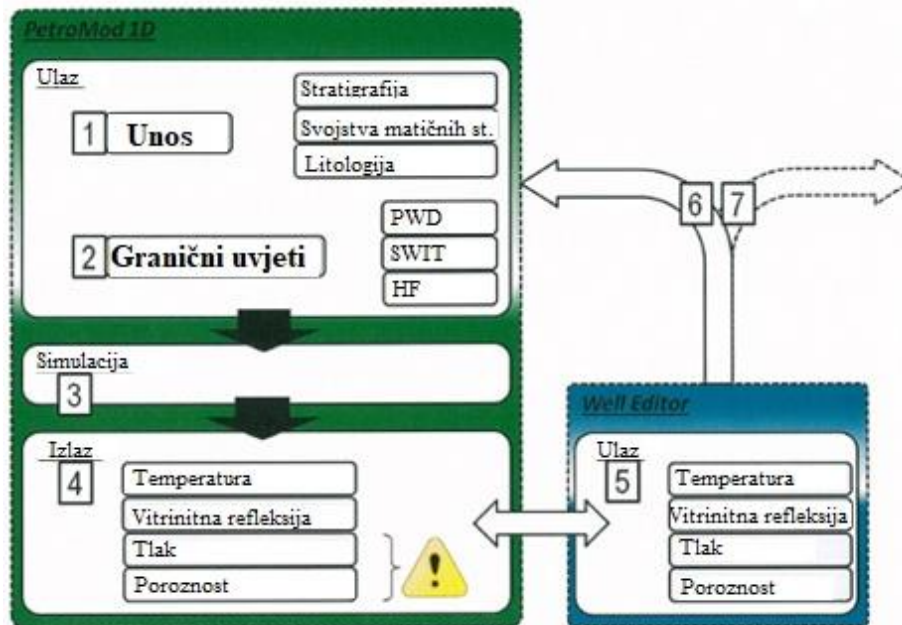 PetroMod 1D
Ulaz
Stratigrafija
1 Unos
Svojstva matičnih st.
Litologija
PWD
2 Granični uvjeti
SWIT
HF
Simulacija
3
Izlaz
4
Temperatura
Vitrinitna refleksija
Tlak
Poroznost
6 7
Well Editor
Ulaz
5
Temperatura
Vitrinitna refleksija
Tlak
Poroznost